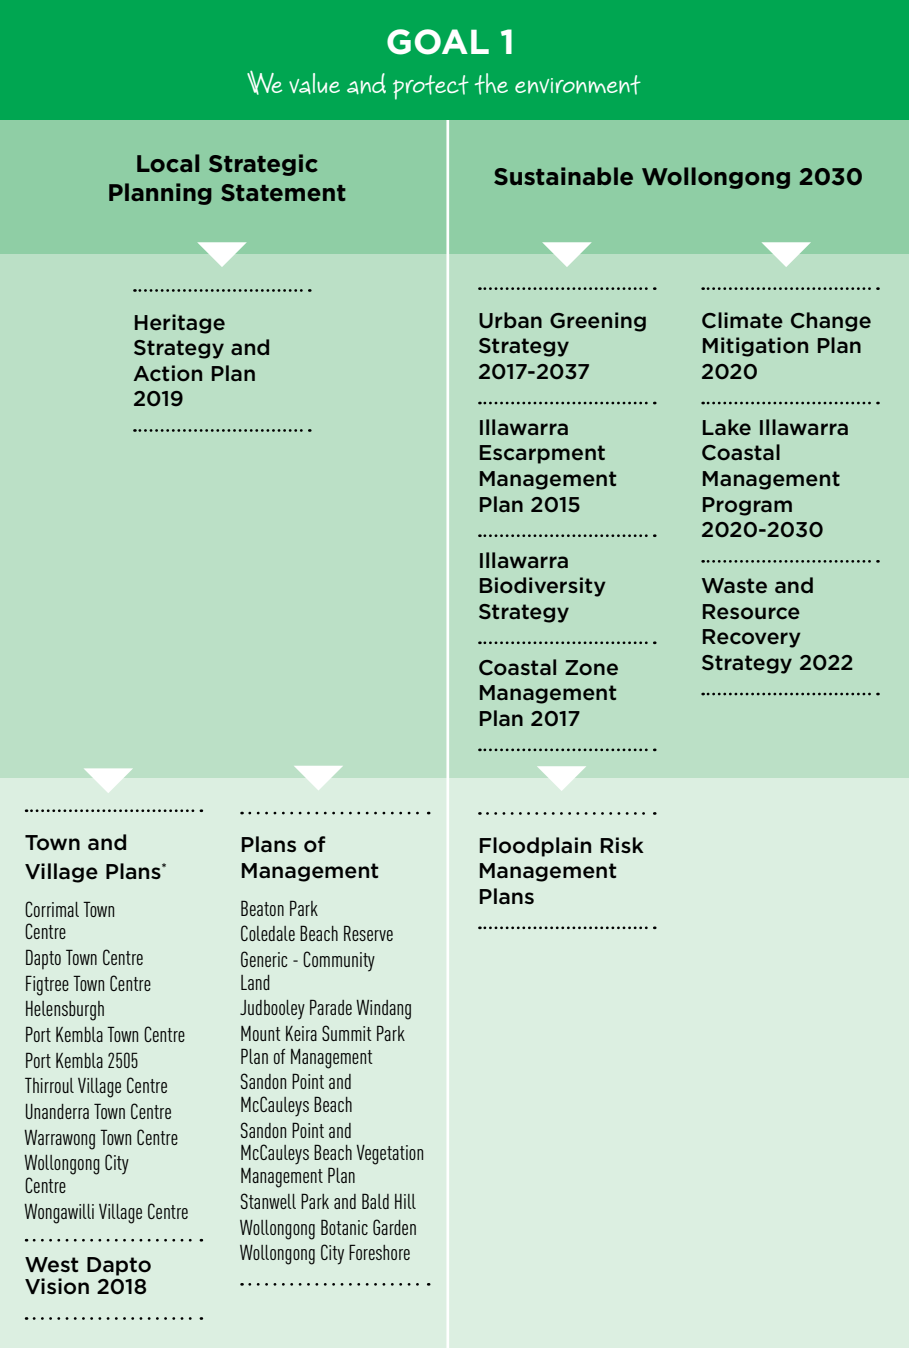 GOAL 1
We value and protect the environment
Local Strategic
Planning Statement
Heritage
Strategy and
Action Plan
2019
Sustainable Wollongong 2030
Urban Greening
Strategy
2017-2037
Illawarra
Escarpment
Management
Plan 2015
Illawarra
Biodiversity
Strategy
Coastal Zone
Management
Plan 2017
Climate Change
Mitigation Plan
2020
Lake Illawarra
Coastal
Management
Program
2020-2030
Waste and
Resource
Recovery
Strategy 2022
Town and
Village Plans*
Corrimal Town
Centre
Dapto Town Centre
Figtree Town Centre
Helensburgh
Port Kembla Town Centre
Port Kembla 2505
Thirroul Village Centre
Unanderra Town Centre
Warrawong Town Centre
Wollongong City
Centre
Wongawilli Village Centre
West Dapto
Vision 2018
Plans of
Management
Beaton Park
Coledale Beach Reserve
Generic - Community
Land
Judbooley Parade Windang
Mount Keira Summit Park
Plan of Management
Sandon Point and
McCauleys Beach
Sandon Point and
McCauleys Beach Vegetation
Management Plan
Stanwell Park and Bald Hill
Wollongong Botanic Garden
Wollongong City Foreshore
Floodplain Risk
Management
Plans